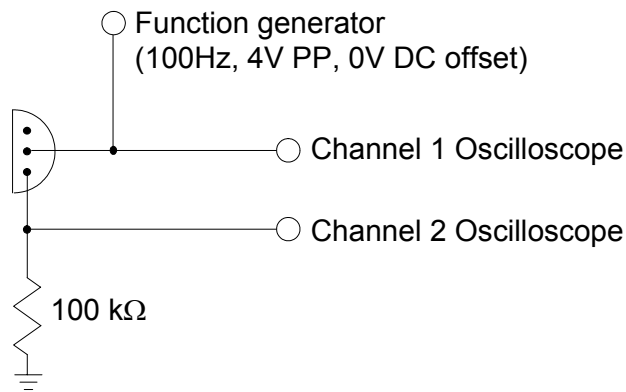 Function generator
(100Hz, 4V PP, 0V DC offset)
Channel 1 Oscilloscope
Channel 2 Oscilloscope
100 kΩ